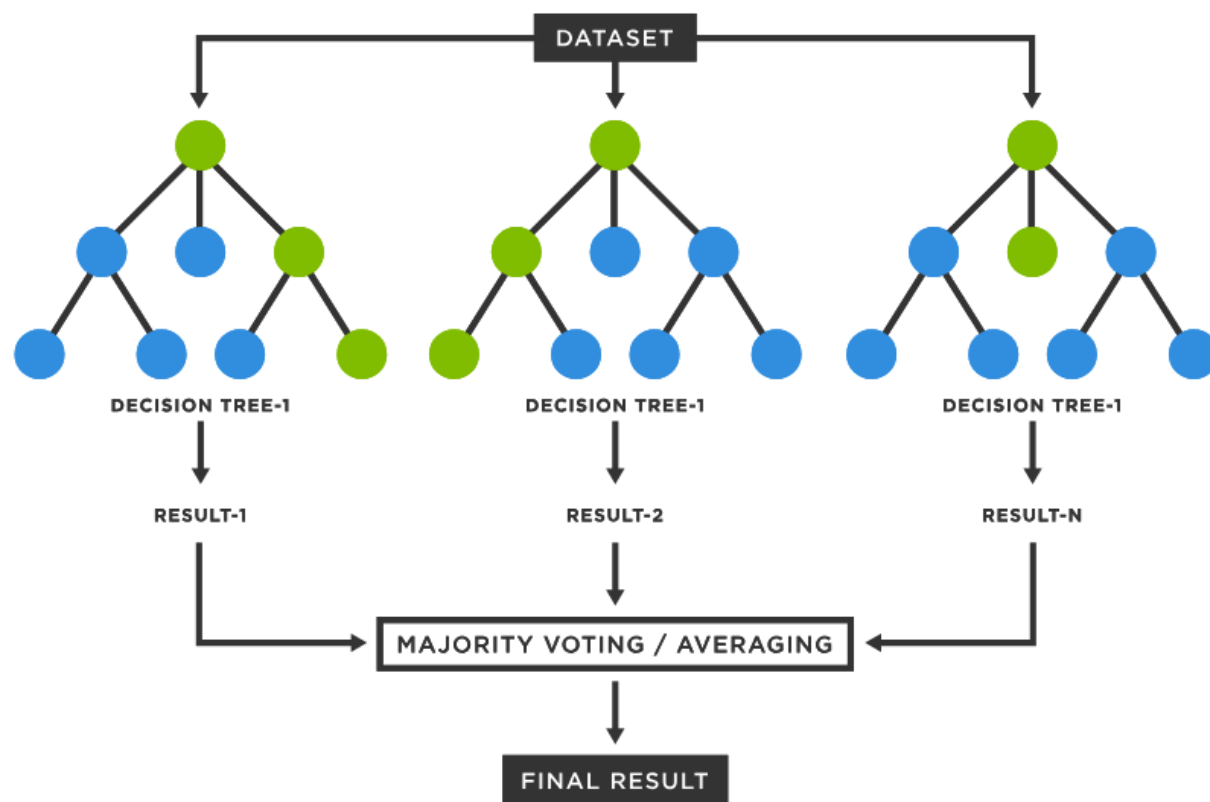 DATASET
DECISION TREE-1
DECISION TREE-1
DECISION TREE-1
RESULT-1
RESULT-2
RESULT-N
MAJORITY VOTING / AVERAGING
FINAL RESULT